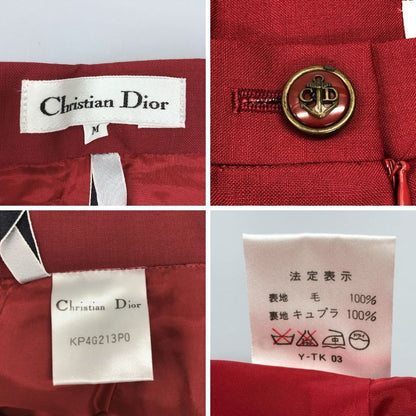 Christian Dior
M
C D
Christian Dior
KP4G213P0
法定表示
表地 毛 100%
裏地 キュプラ 100%
Y-TK 03